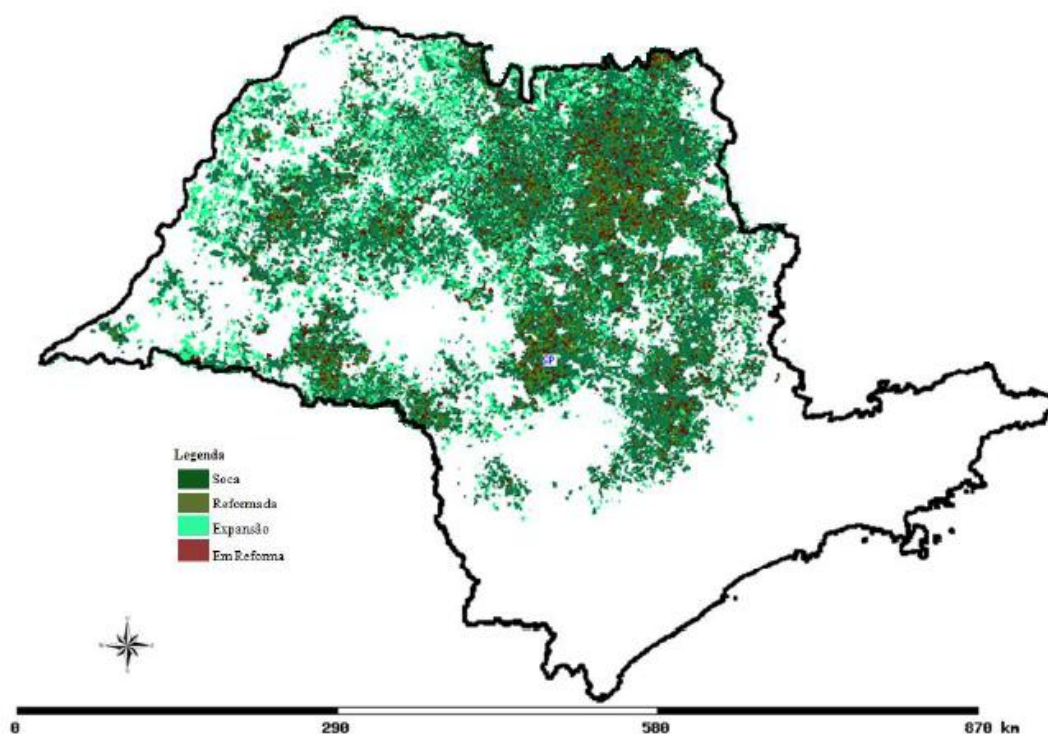 SP
Legenda
Soca
Reformada
Expansão
Em Reforma
0 290 580 870 km